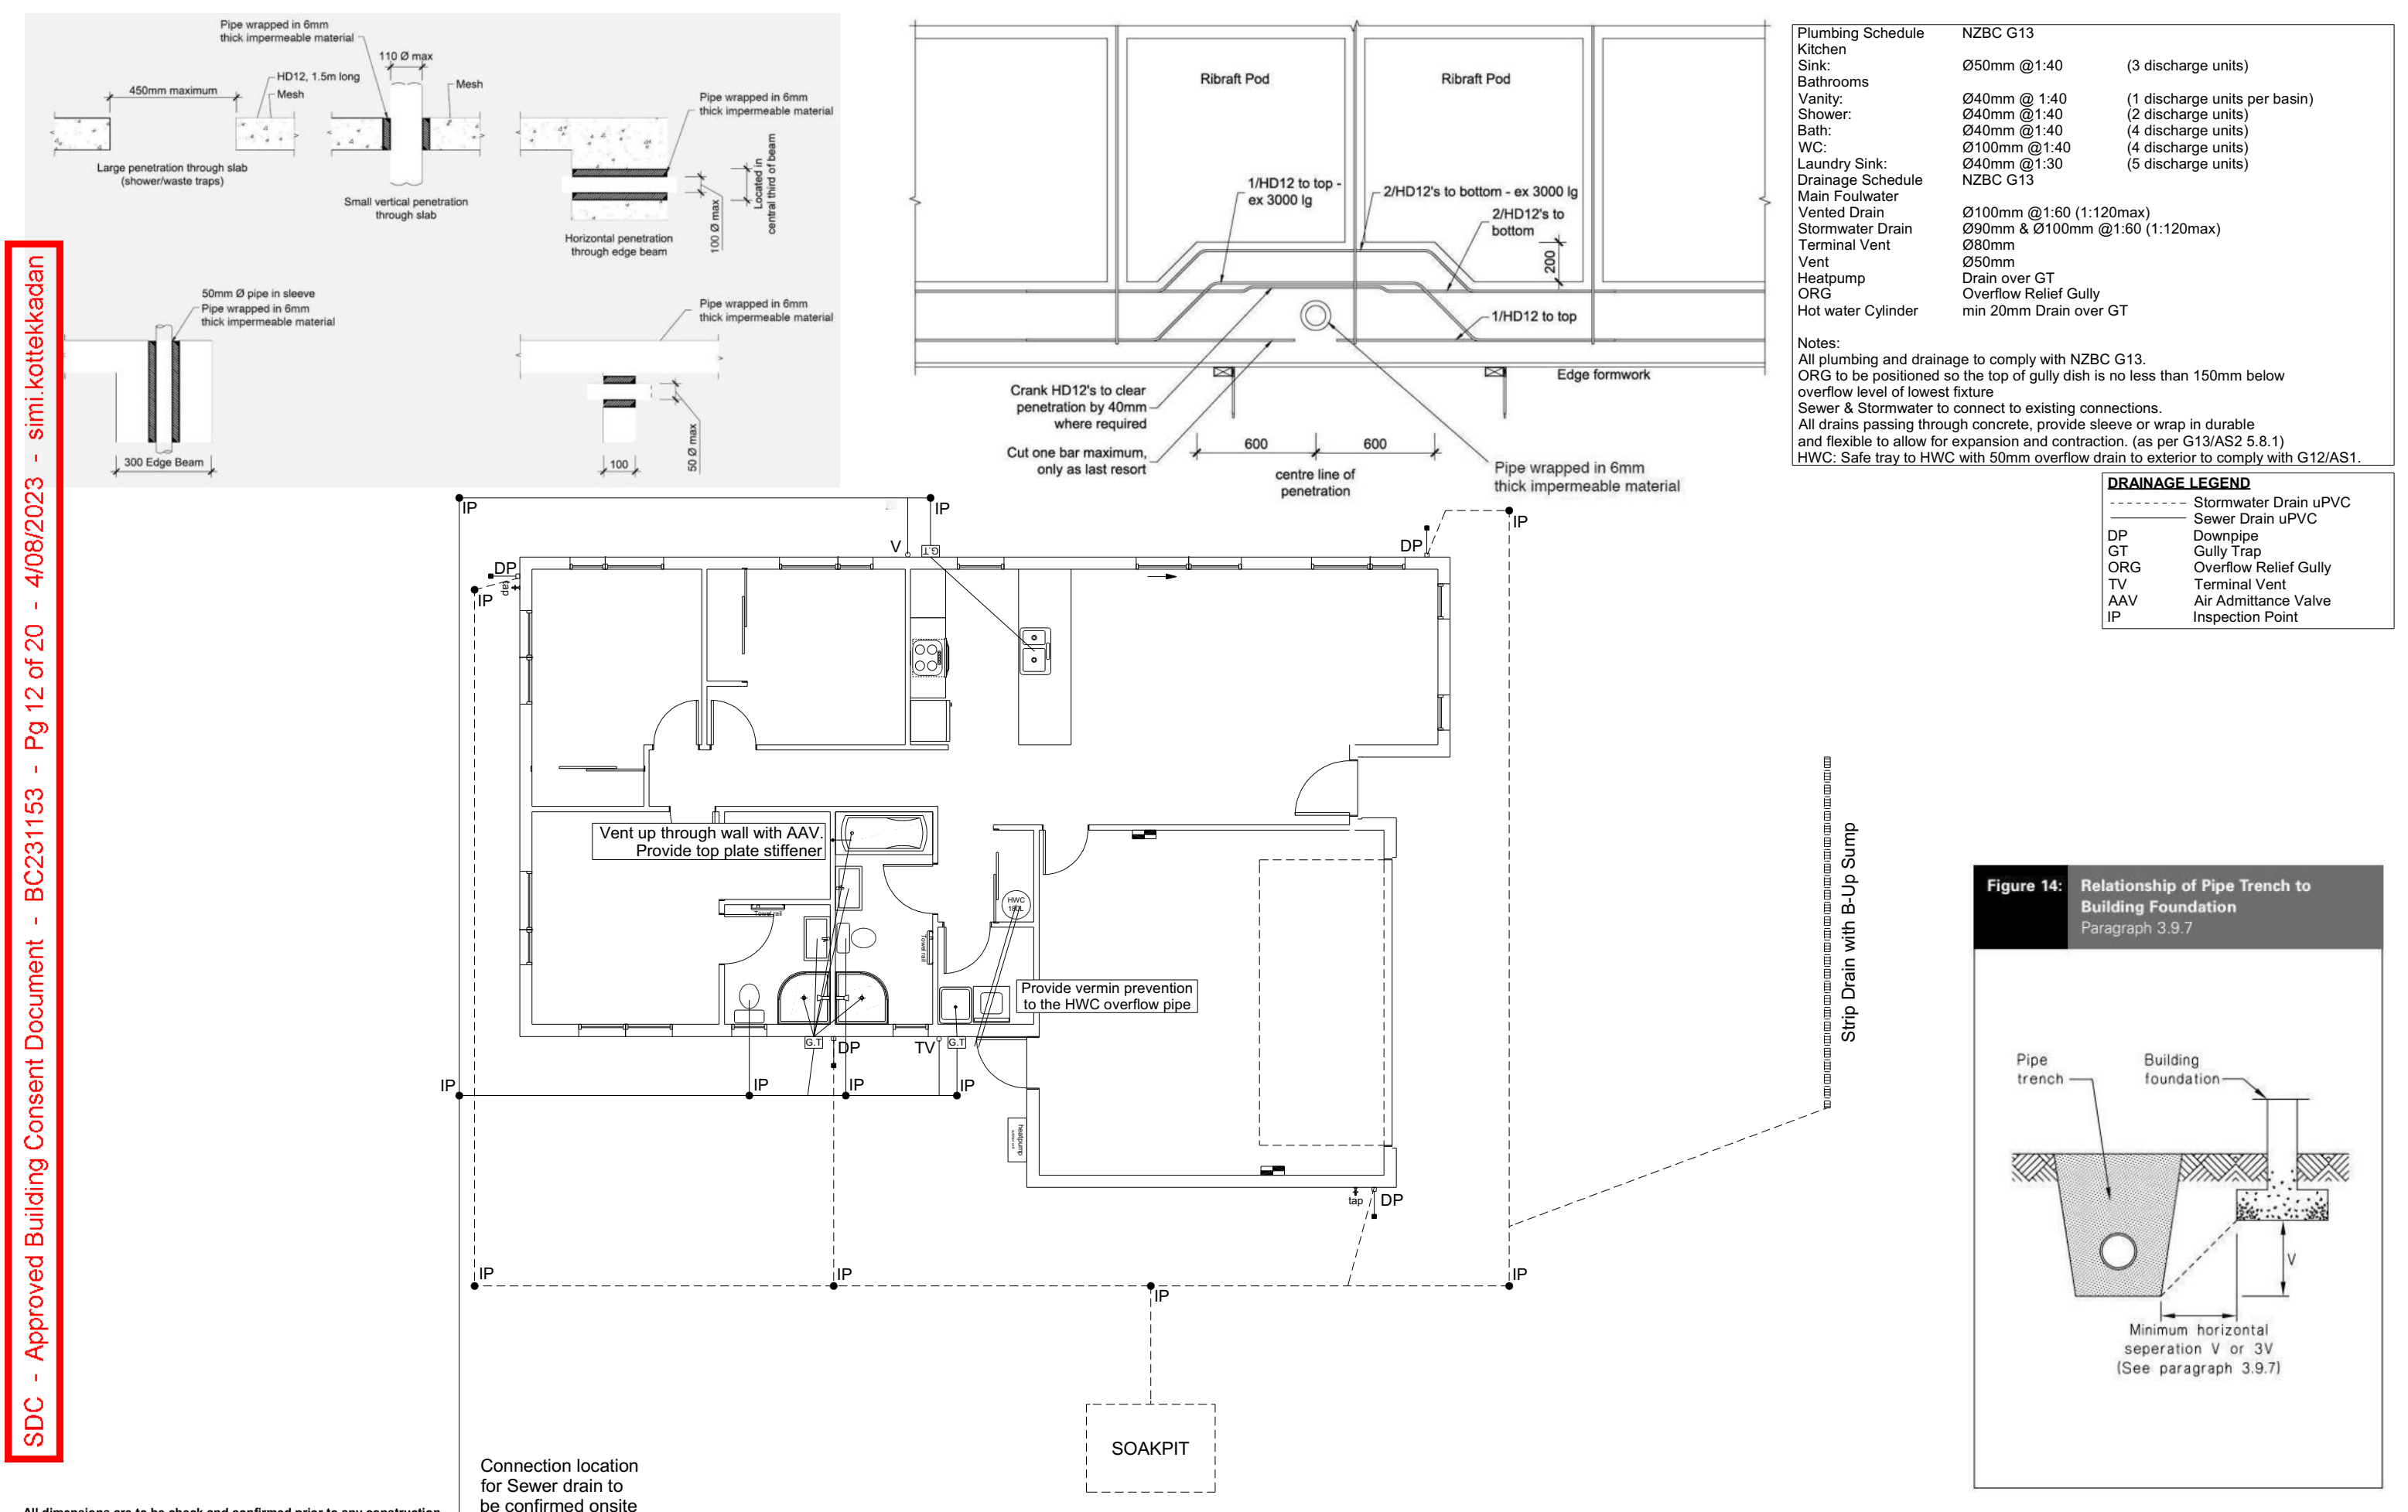 SDC - Approved Building Consent Document - BC231153 - Pg 12 of 20 - 4/08/2023 - simi.kottekkadan
Pipe wrapped in 6mm
thick impermeable material
110 Ø max
HD12, 1.5m long
Mesh
Mesh
450mm maximum
Large penetration through slab
(shower/waste traps)
Small vertical penetration
through slab
Pipe wrapped in 6mm
thick impermeable material
Located in
central third of beam
100 Ø max
Horizontal penetration
through edge beam
50mm Ø pipe in sleeve
Pipe wrapped in 6mm
thick impermeable material
300 Edge Beam
Pipe wrapped in 6mm
thick impermeable material
50 Ø max
100
Ribraft Pod
Ribraft Pod
1/HD12 to top -
ex 3000 lg
2/HD12's to bottom - ex 3000 lg
2/HD12's to
bottom
200
1/HD12 to top
Edge formwork
Crank HD12's to clear
penetration by 40mm
where required
Cut one bar maximum,
only as last resort
600
600
centre line of
penetration
Pipe wrapped in 6mm
thick impermeable material
Plumbing Schedule NZBC G13
Kitchen
Sink: Ø50mm @1:40 (3 discharge units)
Bathrooms
Vanity: Ø40mm @ 1:40 (1 discharge units per basin)
Shower: Ø40mm @1:40 (2 discharge units)
Bath: Ø40mm @1:40 (4 discharge units)
WC: Ø100mm @1:40 (4 discharge units)
Laundry Sink: Ø40mm @1:30 (5 discharge units)
Drainage Schedule NZBC G13
Main Foulwater
Vented Drain Ø100mm @1:60 (1:120max)
Stormwater Drain Ø90mm & Ø100mm @1:60 (1:120max)
Terminal Vent Ø80mm
Vent Ø50mm
Heatpump Drain over GT
ORG Overflow Relief Gully
Hot water Cylinder min 20mm Drain over GT
Notes:
All plumbing and drainage to comply with NZBC G13.
ORG to be positioned so the top of gully dish is no less than 150mm below
overflow level of lowest fixture
Sewer & Stormwater to connect to existing connections.
All drains passing through concrete, provide sleeve or wrap in durable
and flexible to allow for expansion and contraction. (as per G13/AS2 5.8.1)
HWC: Safe tray to HWC with 50mm overflow drain to exterior to comply with G12/AS1.
DRAINAGE LEGEND
Stormwater Drain uPVC
Sewer Drain uPVC
DP Downpipe
GT Gully Trap
ORG Overflow Relief Gully
TV Terminal Vent
AAV Air Admittance Valve
IP Inspection Point
IP
IP
IP
V
G.T
DP
DP
tap
IP
Vent up through wall with AAV.
Provide top plate stiffener
Towel rail
Towel rail
HWC
180L
Provide vermin prevention
to the HWC overflow pipe
G.T
DP
TV
G.T
IP
IP
IP
IP
heatpump
tap
DP
IP
IP
IP
IP
SOAKPIT
Strip Drain with B-Up Sump
Connection location
for Sewer drain to
be confirmed onsite
All dimensions are to be check and confirmed prior to any construction
Figure 14: Relationship of Pipe Trench to
Building Foundation
Paragraph 3.9.7
Pipe
trench
Building
foundation
V
Minimum horizontal
seperation V or 3V
(See paragraph 3.9.7)